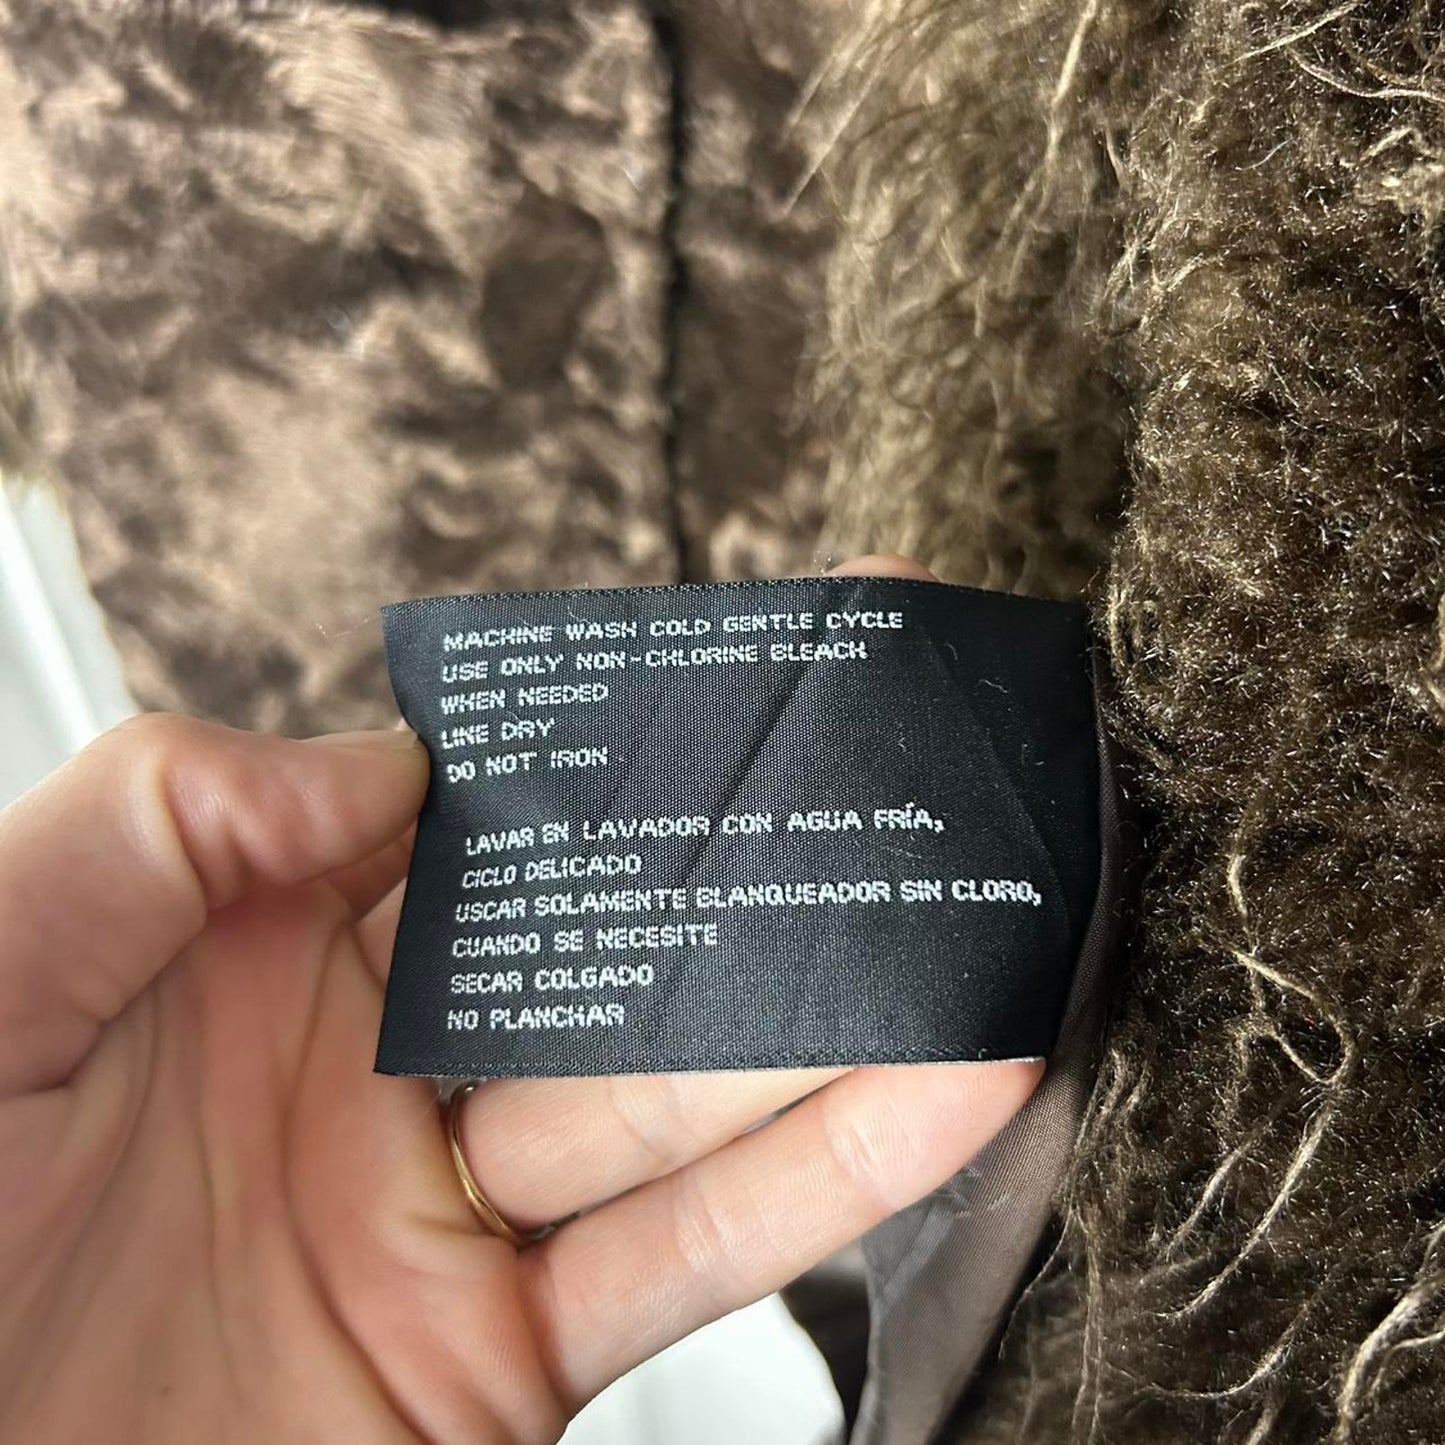 MACHINE WASH COLD GENTLE CYCLE
USE ONLY NON-CHLORINE BLEACH
WHEN NEEDED
LINE DRY
DO NOT IRON
LAVAR EN LAVADOR CON AGUA FRÍA,
CICLO DELICADO
USCAR SOLAMENTE BLANQUEADOR SIN CLORO,
CUANDO SE NECESITE
SECAR COLGADO
NO PLANCHAR